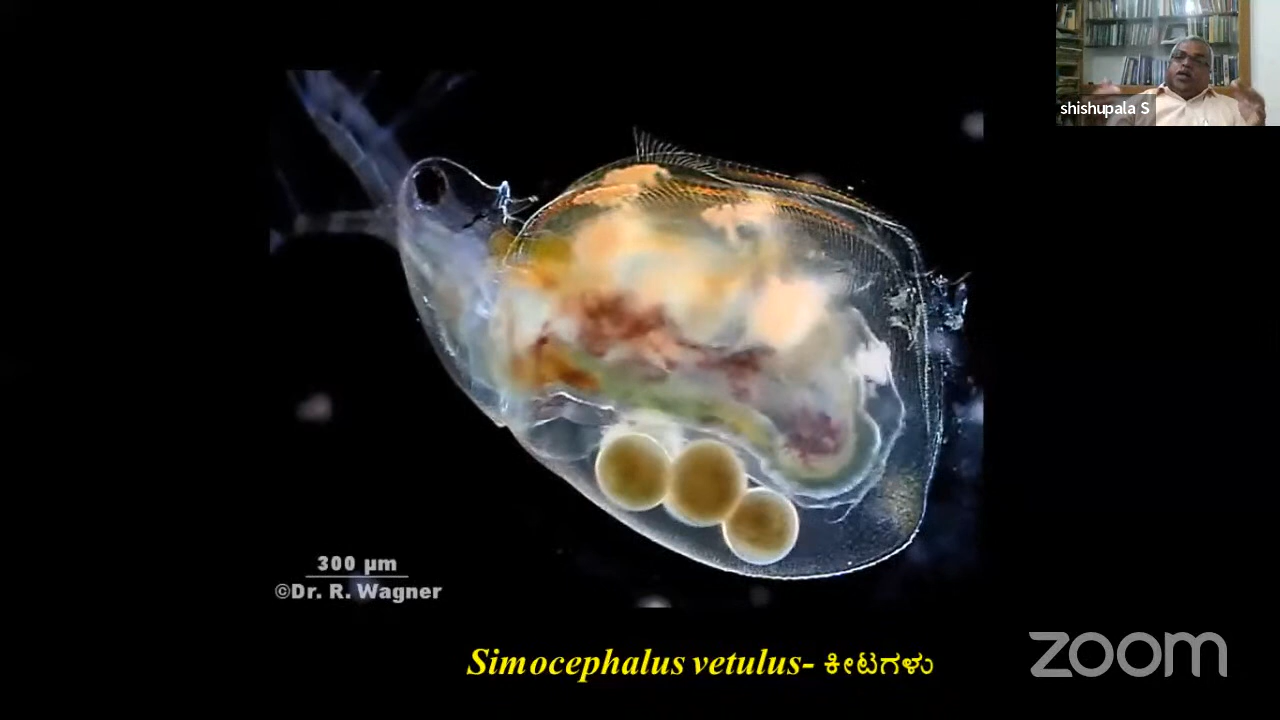 shishupala S
300 µm
©Dr. R. Wagner
Simocephalus vetulus- ಕೀಟಗಳು
zoom